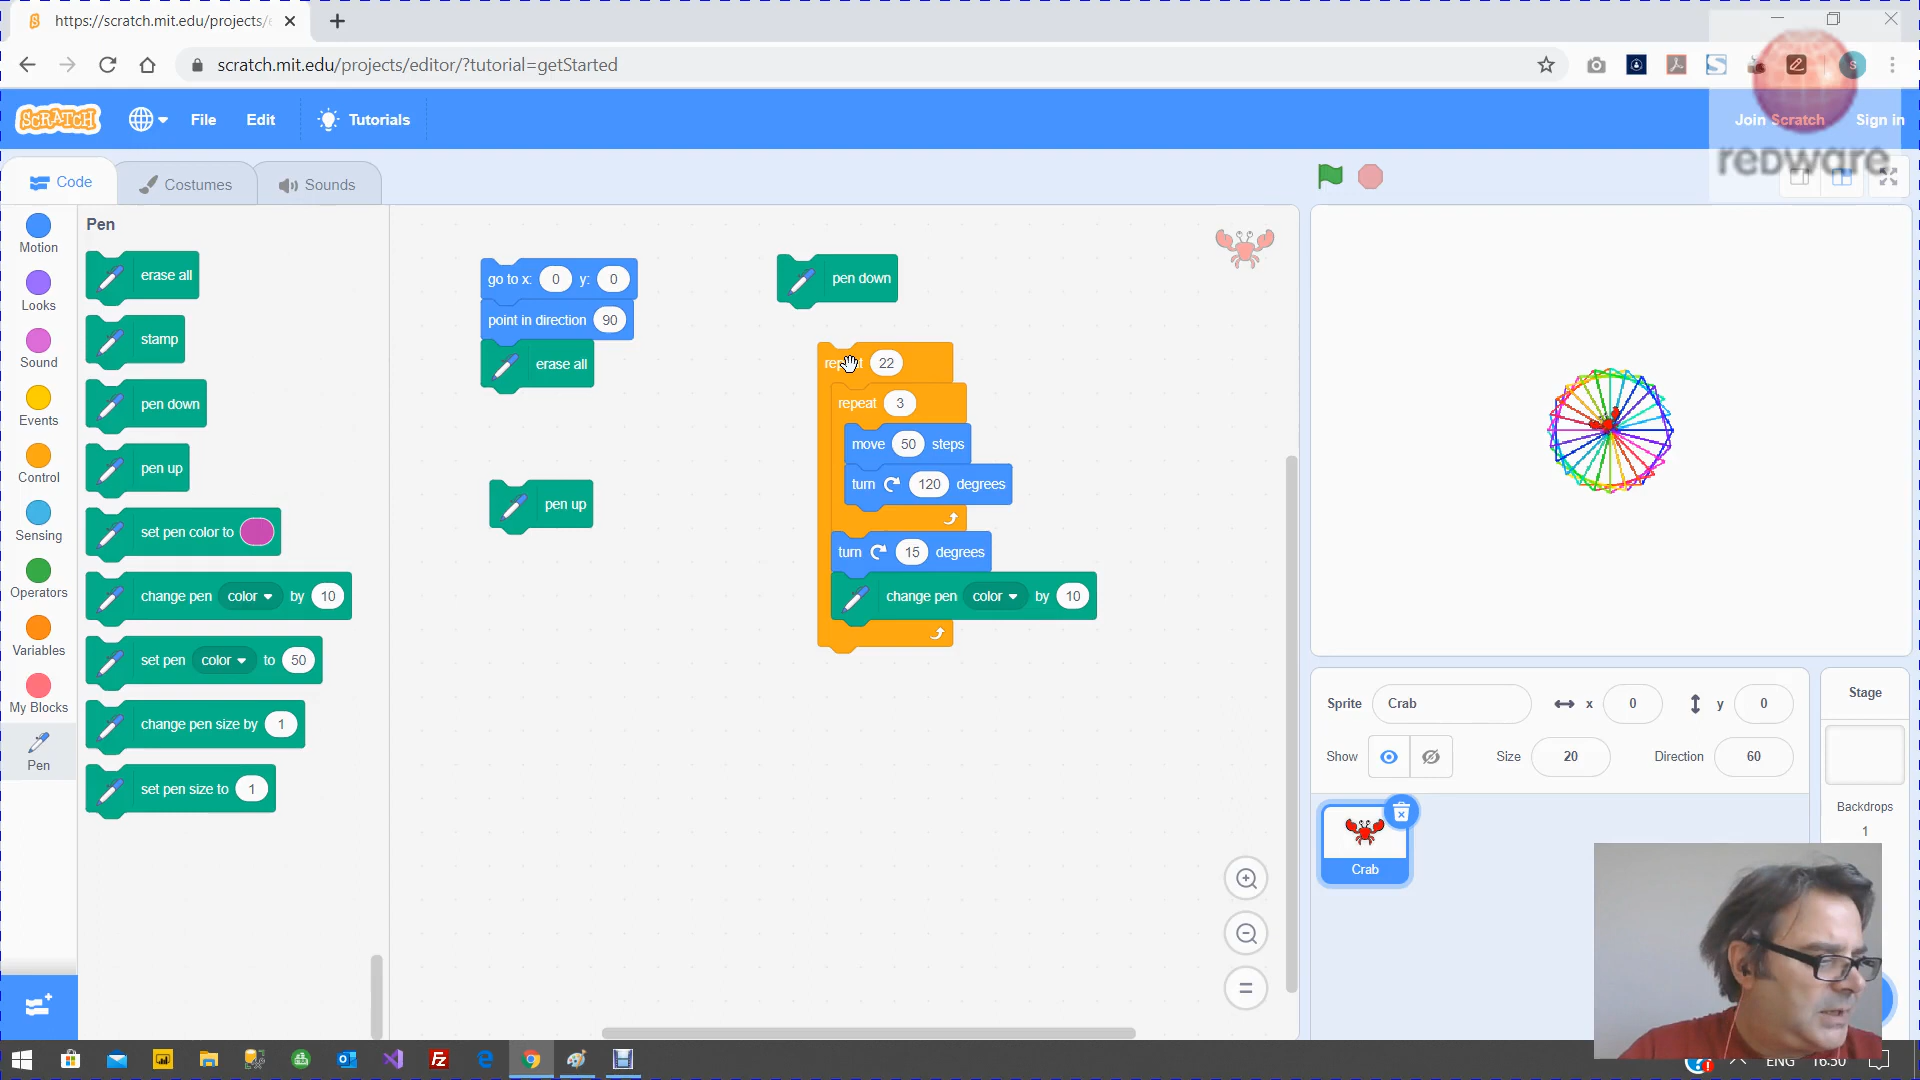 https://scratch.mit.edu/projects/e
scratch.mit.edu/projects/editor/?tutorial=getStarted
SCRATCH
File
Edit
Tutorials
Join Scratch
Sign in
redware
Code
Costumes
Sounds
Motion
Looks
Sound
Events
Control
Sensing
Operators
Variables
My Blocks
Pen
Pen
erase all
stamp
pen down
pen up
set pen color to
change pen color by 10
set pen color to 50
change pen size by 1
set pen size to 1
go to x: 0 y: 0
point in direction 90
erase all
pen up
pen down
22
repeat 3
move 50 steps
turn 120 degrees
turn 15 degrees
change pen color by 10
Sprite Crab x 0 y 0
Show Size 20 Direction 60
Crab
Stage
Backdrops
1
ENG 16:50